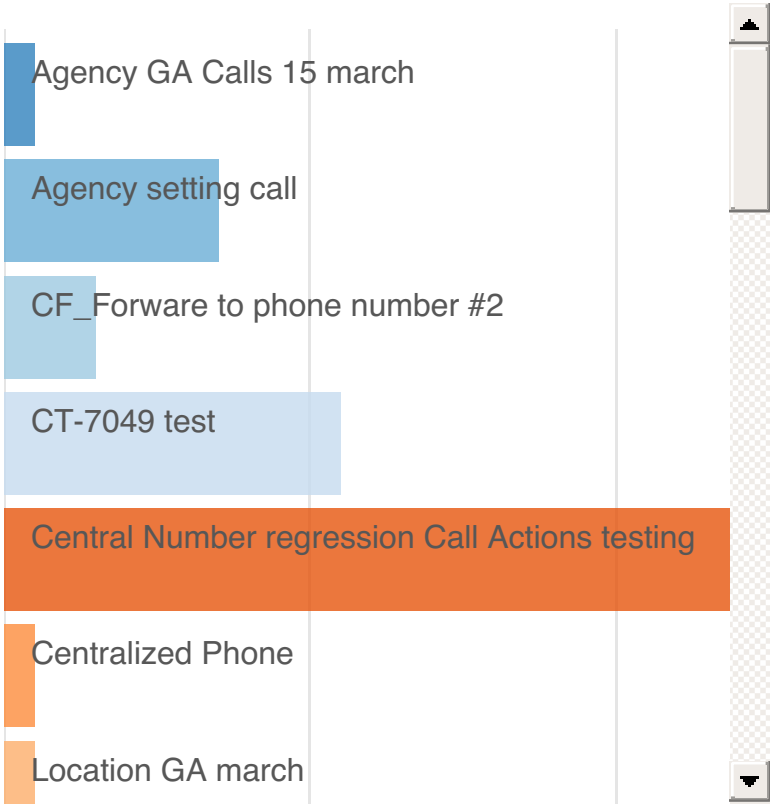 Agency GA Calls 15 march
Agency setting call
CF_Forware to phone number #2
CT-7049 test
Central Number regression Call Actions testing
Centralized Phone
Location GA march